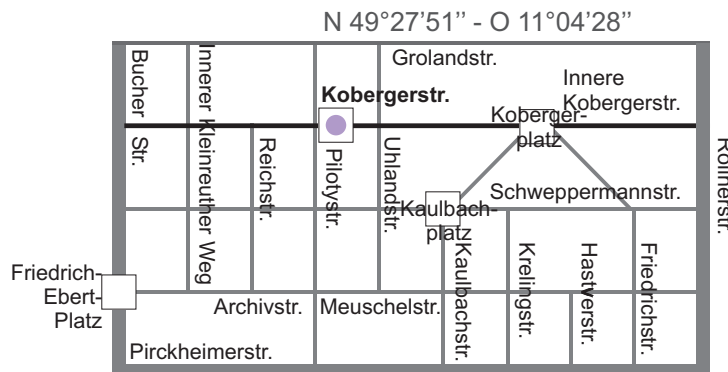 N 49°27’51’’ - O 11°04’28’’
Grolandstr.
Bucher
Str.
Innerer Kleinreuther Weg
Innere
Kobergerstr.
Kobergerstr.
Koberger-
platz
Reichstr.
Pilotystr.
Uhlandstr.
Rollnerstr.
Schweppermannstr.
Kaulbach-
platz
Kaulbachstr.
Krelingstr.
Hastverstr.
Friedrichstr.
Friedrich-
Ebert-
Platz
Archivstr.
Meuschelstr.
Pirckheimerstr.